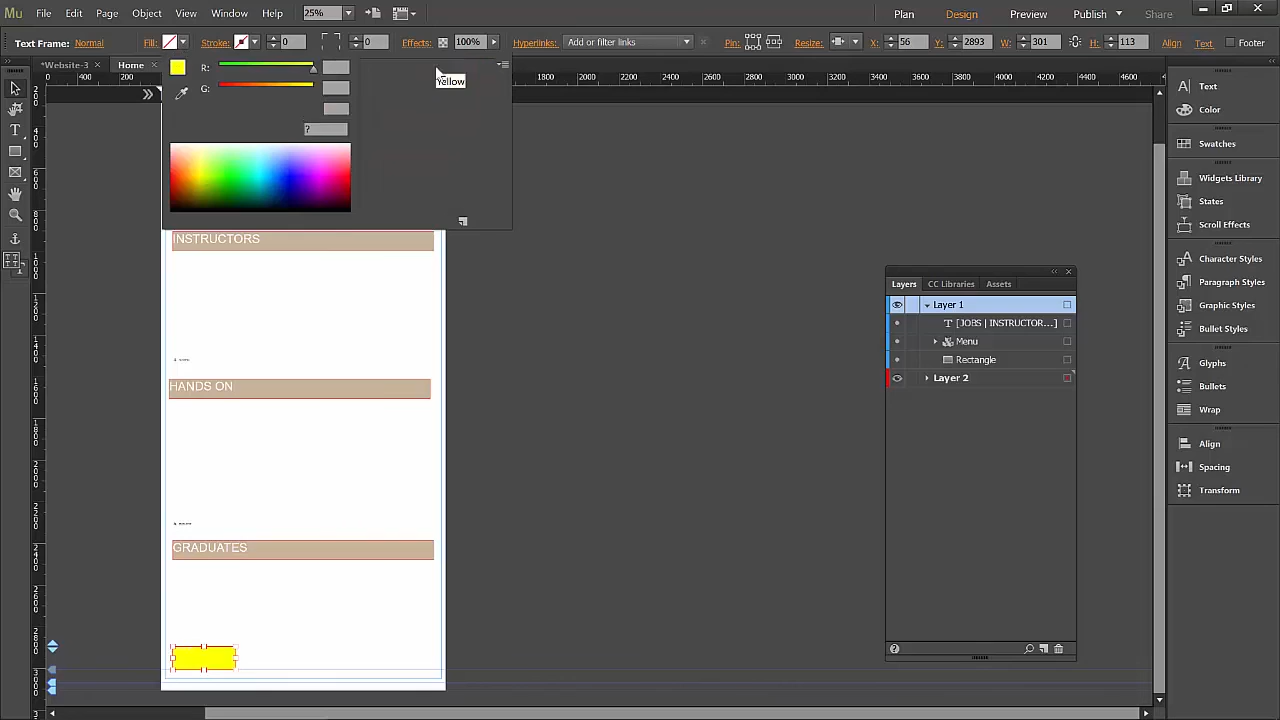 Mu File Edit Page Object View Window Help 25% Plan Design Preview Publish Share
Text Frame: Normal Fill: Stroke: 0 0 Effects: 100% Hyperlinks: Add or filter links Pin: Resize: X: 56 Y: 2893 W: 301 H: 113 Align Text Footer
*Website-3 × Home ×
R:
Yellow
G:
?
400 200 1800 2000 2200 2400 2600 2800 3000 3200 3400 3600 3800 4000 4200 4400
Text
Color
Swatches
Widgets Library
States
Scroll Effects
Character Styles
Paragraph Styles
Graphic Styles
Bullet Styles
Glyphs
Bullets
Wrap
Align
Spacing
Transform
Layers CC Libraries Assets
Layer 1
[JOBS | INSTRUCTOR...]
Menu
Rectangle
Layer 2
INSTRUCTORS
HANDS ON
GRADUATES